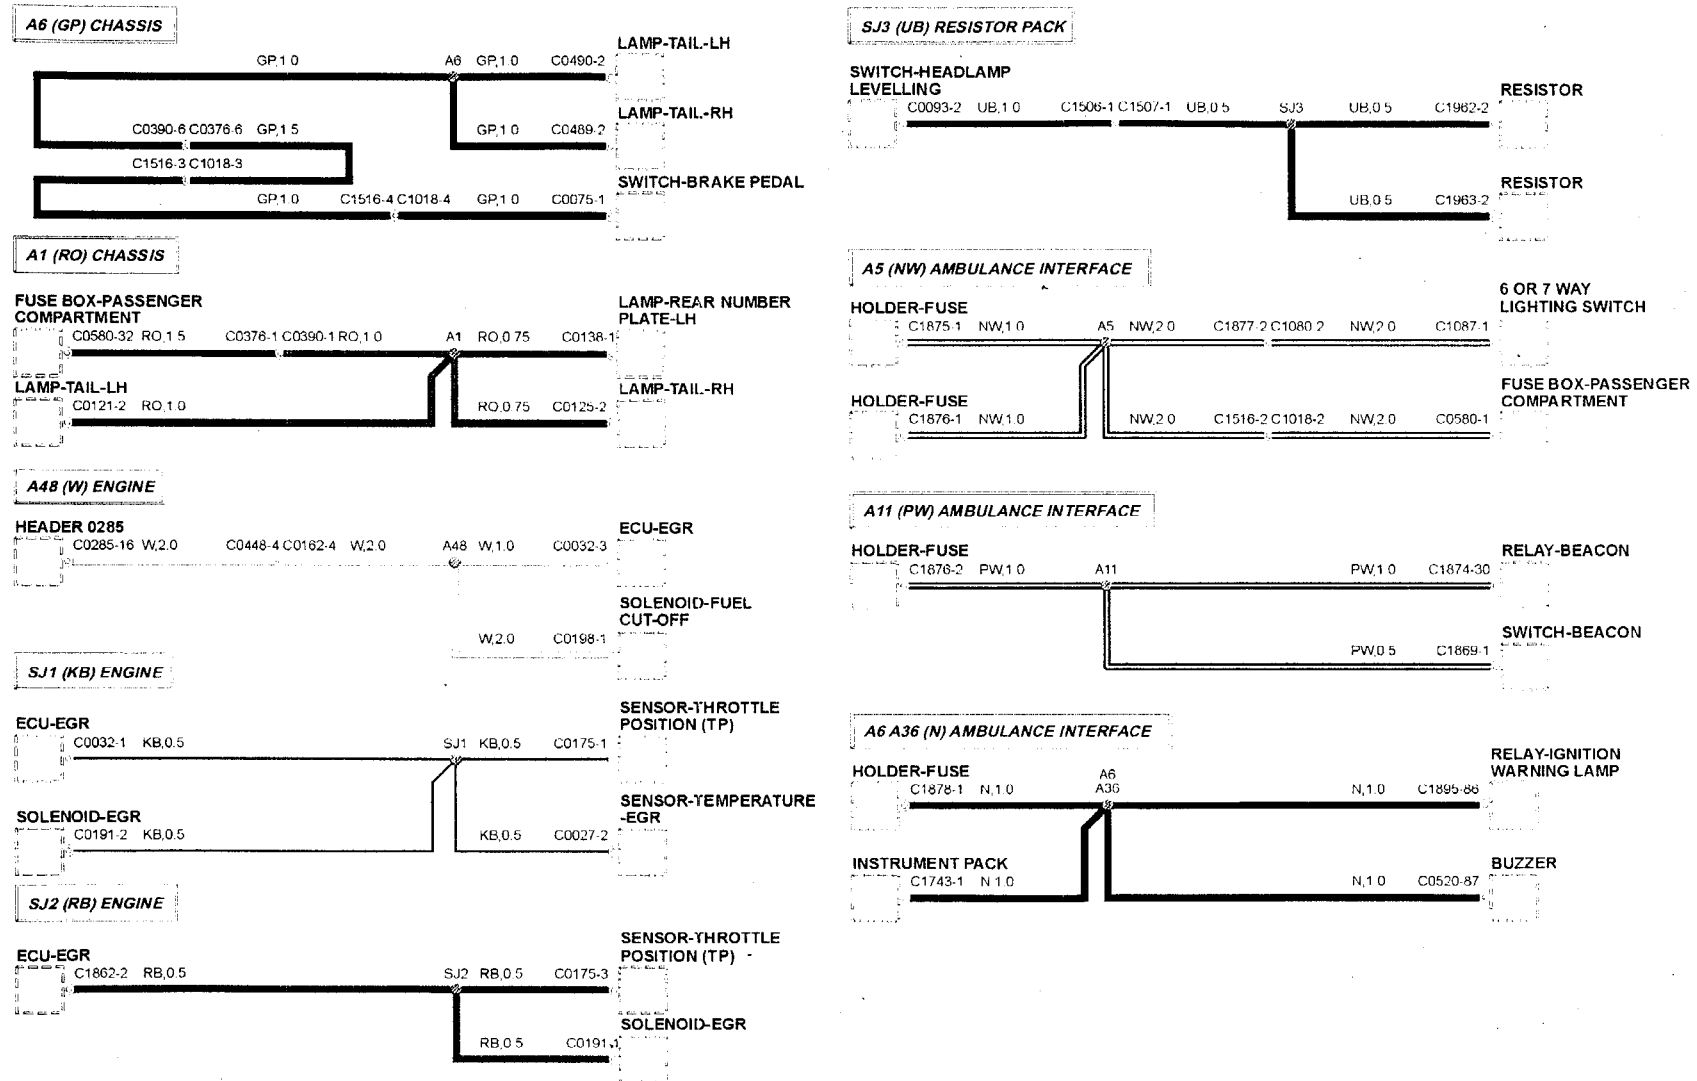 A6 (GP) CHASSIS
LAMP-TAIL-LH
GP,1.0 A6 GP,1.0 C0490-2
LAMP-TAIL-RH
C0390-6 C0376-6 GP,1.5 GP,1.0 C0489-2
C1516-3 C1018-3
SWITCH-BRAKE PEDAL
GP,1.0 C1516-4 C1018-4 GP,1.0 C0075-1
A1 (RO) CHASSIS
FUSE BOX-PASSENGER
COMPARTMENT
LAMP-REAR NUMBER
PLATE-LH
C0580-32 RO,1.5 C0376-1 C0390-1 RO,1.0 A1 RO,0.75 C0138-1
LAMP-TAIL-LH
LAMP-TAIL-RH
C0121-2 RO,1.0 RO,0.75 C0125-2
A48 (W) ENGINE
HEADER 0285
ECU-EGR
C0285-16 W,2.0 C0448-4 C0162-4 W,2.0 A48 W,1.0 C0032-3
SOLENOID-FUEL
CUT-OFF
W,2.0 C0198-1
SJ1 (KB) ENGINE
ECU-EGR
SENSOR-THROTTLE
POSITION (TP)
C0032-1 KB,0.5 SJ1 KB,0.5 C0175-1
SOLENOID-EGR
SENSOR-TEMPERATURE
-EGR
C0191-2 KB,0.5 KB,0.5 C0027-2
SJ2 (RB) ENGINE
ECU-EGR
SENSOR-THROTTLE
POSITION (TP)
C1862-2 RB,0.5 SJ2 RB,0.5 C0175-3
SOLENOID-EGR
RB,0.5 C0191-1
SJ3 (UB) RESISTOR PACK
SWITCH-HEADLAMP
LEVELLING
RESISTOR
C0093-2 UB,1.0 C1506-1 C1507-1 UB,0.5 SJ3 UB,0.5 C1962-2
RESISTOR
UB,0.5 C1963-2
A5 (NW) AMBULANCE INTERFACE
HOLDER-FUSE
6 OR 7 WAY
LIGHTING SWITCH
C1875-1 NW,1.0 A5 NW,2.0 C1877-2 C1080-2 NW,2.0 C1087-1
HOLDER-FUSE
FUSE BOX-PASSENGER
COMPARTMENT
C1876-1 NW,1.0 NW,2.0 C1516-2 C1018-2 NW,2.0 C0580-1
A11 (PW) AMBULANCE INTERFACE
HOLDER-FUSE
RELAY-BEACON
C1876-2 PW,1.0 A11 PW,1.0 C1874-30
SWITCH-BEACON
PW,0.5 C1869-1
A6 A36 (N) AMBULANCE INTERFACE
HOLDER-FUSE
RELAY-IGNITION
WARNING LAMP
A6
C1878-1 N,1.0 A36 N,1.0 C1895-86
INSTRUMENT PACK
BUZZER
C1743-1 N 1.0 N,1.0 C0520-87